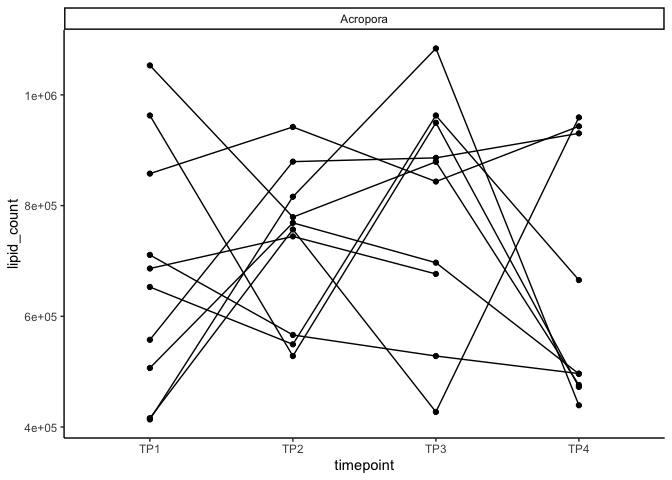 Acropora
1e+06
8e+05
6e+05
4e+05
lipid_count
TP1 TP2 TP3 TP4
timepoint